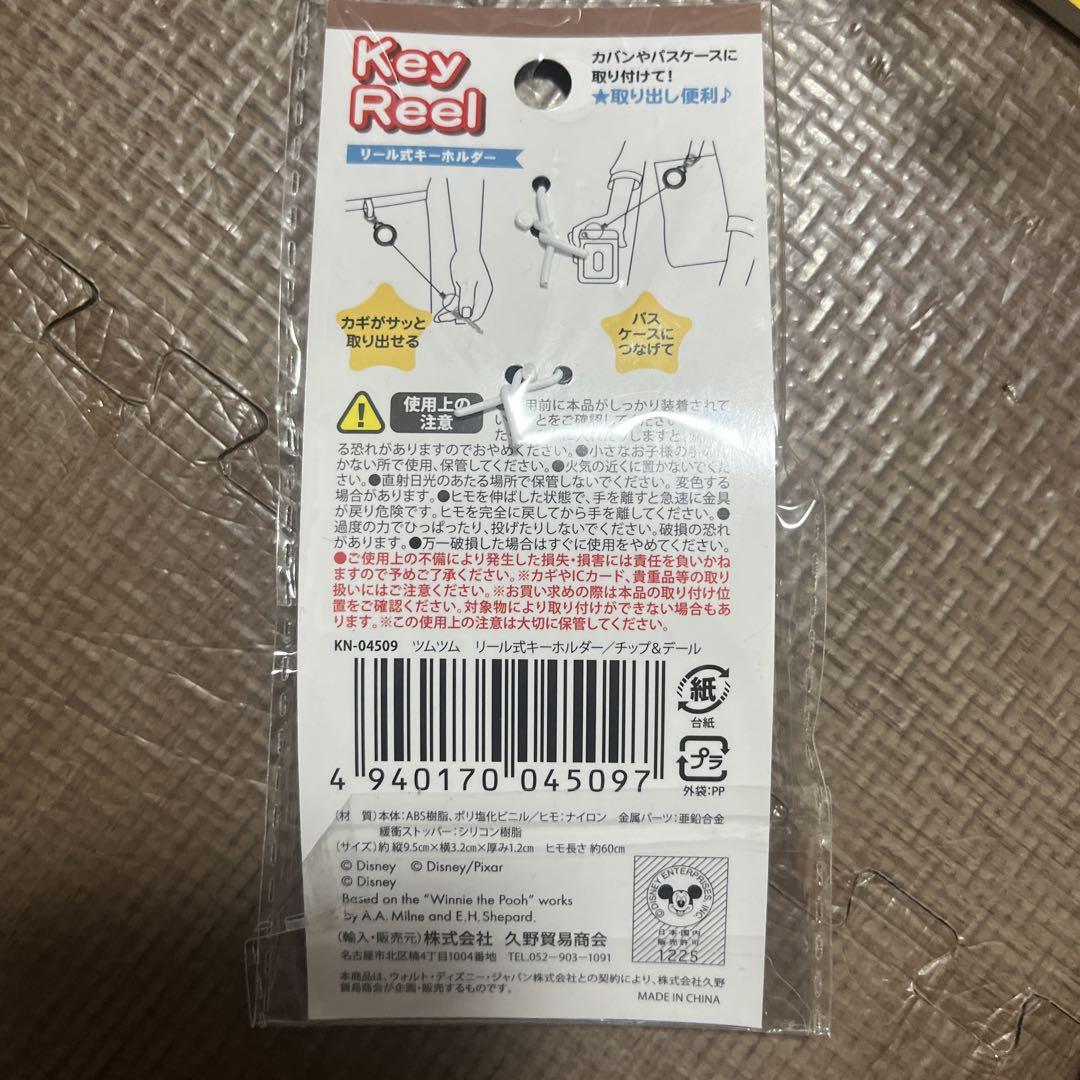 Key
Reel
リール式キーホルダー
カバンやパスケースに
取り付けて!
★取り出し便利♪
カギがサッと
取り出せる
パス
ケースに
つなげて
使用上の
注意
用前に本品がしっかり装着されて
とをご確認してください
る恐れがありますのでおやめください。●小さなお子様の手の
かない所で使用、保管してください。●火気の近くに置かないでくだ
さい。●直射日光のあたる場所で保管しないでください。変色する
場合があります。●ヒモを伸ばした状態で、手を離すと急速に金具
が戻り危険です。ヒモを完全に戻してから手を離してください。●
過度の力でひっぱったり、投げたりしないでください。破損の恐れ
があります。●万一破損した場合はすぐに使用をやめてください。
●ご使用上の不備により発生した損失・損害には責任を負いかね
ますので予めご了承ください。※カギやICカード、貴重品等の取り
扱いにはご注意ください。※お買い求めの際は本品の取り付け位
置をご確認ください。対象物により取り付けができない場合もあ
ります。※この使用上の注意は大切に保管してください。
KN-04509 ツムツム リール式キーホルダー/チップ&デール
4 940170 045097
紙
台紙
プラ
外袋:PP
(材 質)本体:ABS樹脂、ポリ塩化ビニル/ヒモ:ナイロン 金属パーツ:亜鉛合金
緩衝ストッパー:シリコン樹脂
(サイズ)約 縦9.5cm×横3.2cm×厚み1.2cm ヒモ長さ 約60cm
© Disney © Disney/Pixar
© Disney
Based on the "Winnie the Pooh" works
by A.A. Milne and E.H. Shepard.
(輸入・販売元)株式会社 久野貿易商会
名古屋市北区楠4丁目1004番地 TEL.052-903-1091
本商品は、ウォルト・ディズニー・ジャパン株式会社との契約により、株式会社久野
貿易商会が企画・販売するものです。
©DISNEY ENTERPRISES, INC.
日本国内
販売許可
1225
MADE IN CHINA